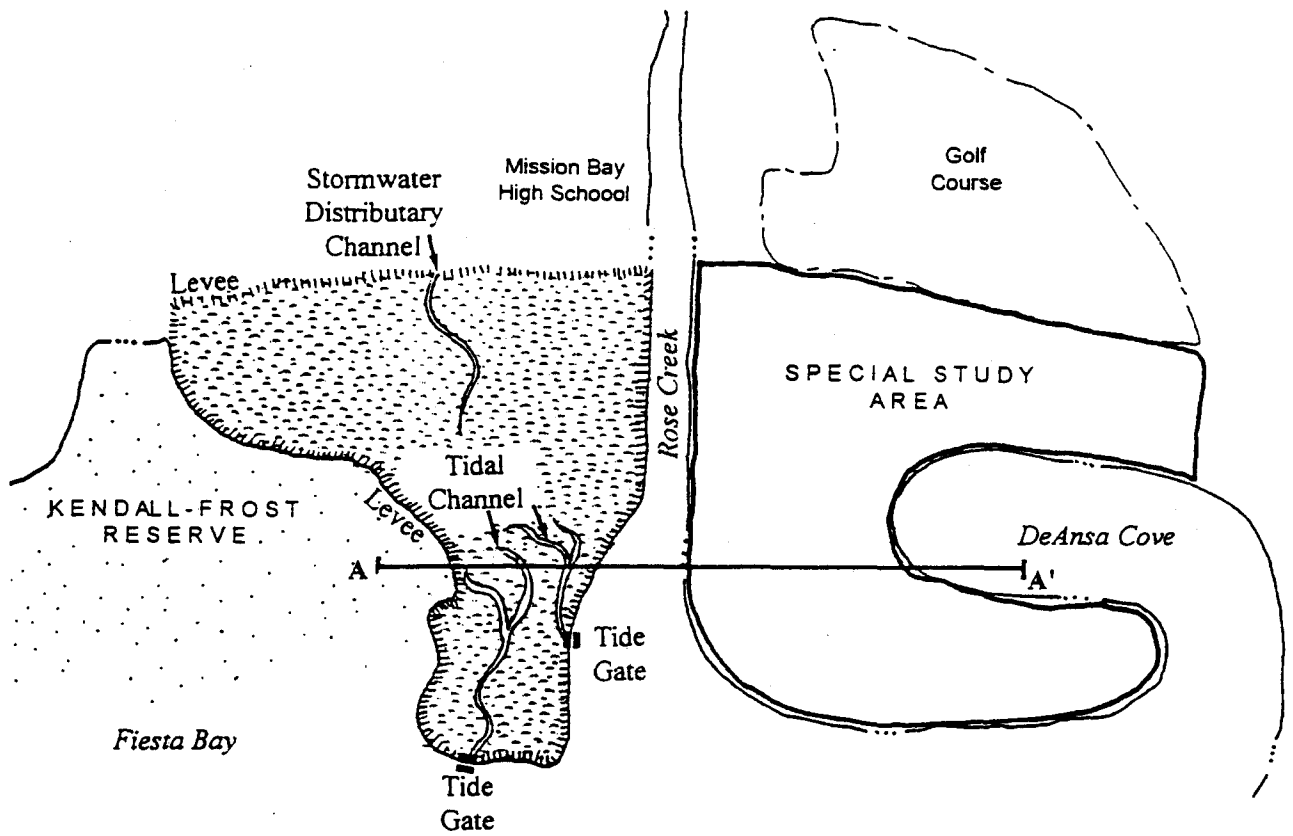 Golf
Course
Mission Bay
High Schoool
Stormwater
Distributary
Channel
Levee
Rose Creek
SPECIAL STUDY
AREA
Tidal
Channel
Levee
KENDALL-FROST
RESERVE
DeAnsa Cove
A
A'
Tide
Gate
Fiesta Bay
Tide
Gate